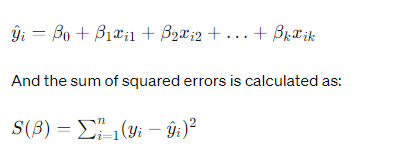 ŷᵢ = β₀ + β₁xᵢ₁ + β₂xᵢ₂ + … + βₖxᵢₖ
And the sum of squared errors is calculated as:
S(β) = ∑ⁿᵢ₌₁(yᵢ − ŷᵢ)²